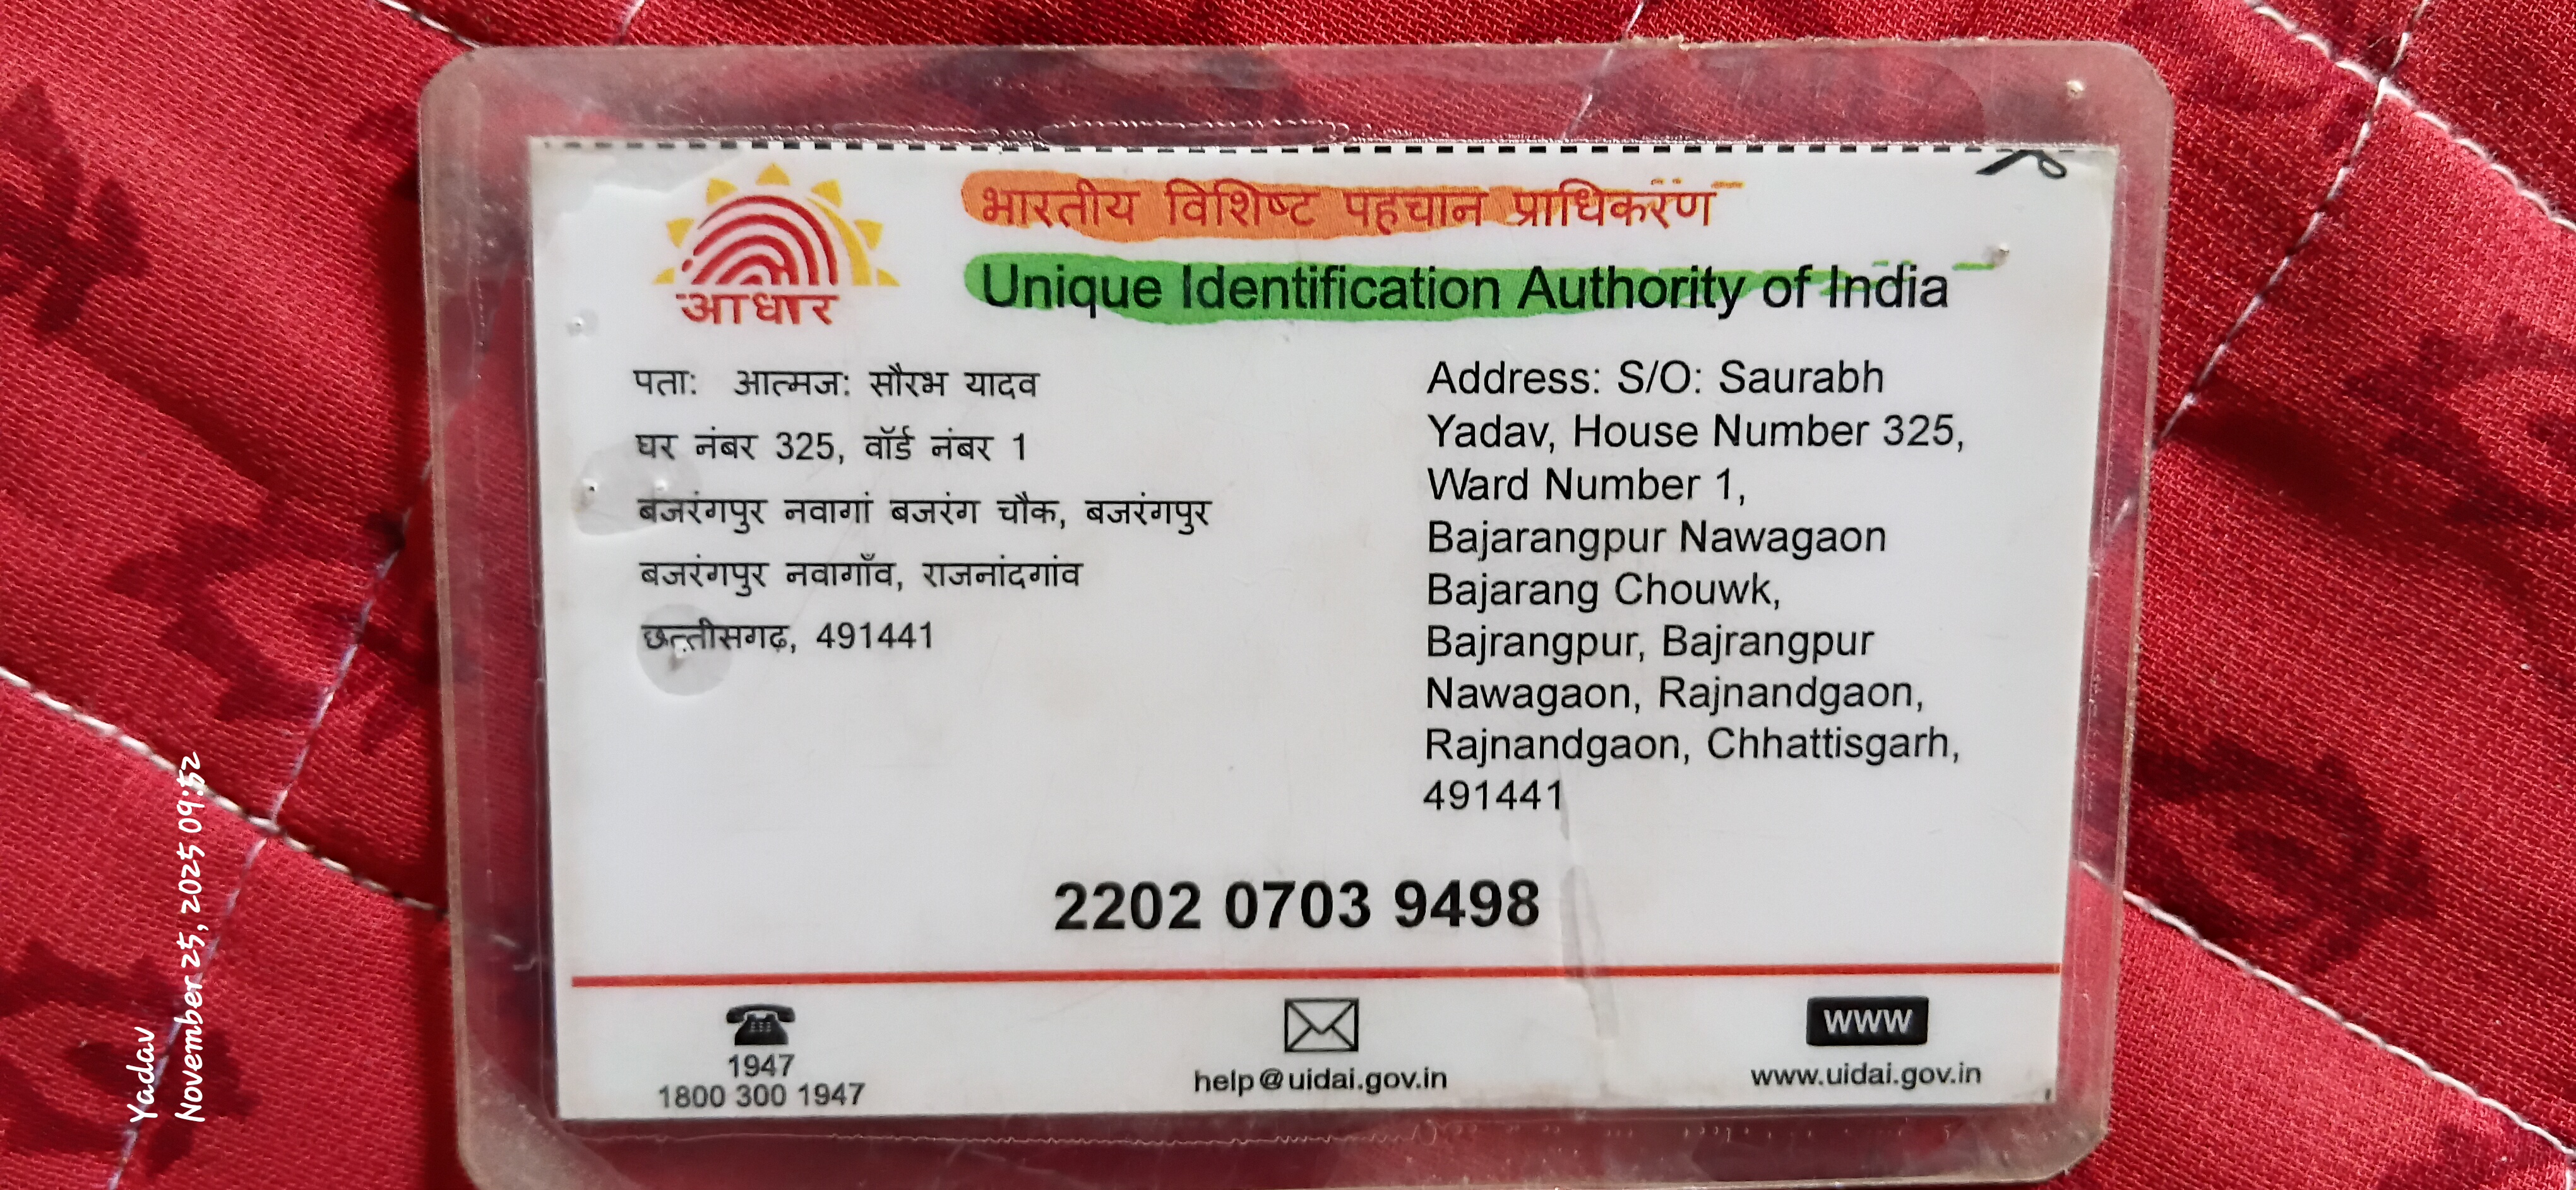 आधार
भारतीय विशिष्ट पहचान प्राधिकरण
Unique Identification Authority of India
पताः आत्मजः सौरभ यादव
घर नंबर 325, वॉर्ड नंबर 1
बजरंगपुर नवागां बजरंग चौक, बजरंगपुर
बजरंगपुर नवागाँव, राजनांदगांव
छत्तीसगढ़, 491441
Address: S/O: Saurabh
Yadav, House Number 325,
Ward Number 1,
Bajarangpur Nawagaon
Bajarang Chouwk,
Bajrangpur, Bajrangpur
Nawagaon, Rajnandgaon,
Rajnandgaon, Chhattisgarh,
491441
2202 0703 9498
1947
1800 300 1947
help@uidai.gov.in
WWW
www.uidai.gov.in
Yadav
November 25, 2025 09:52